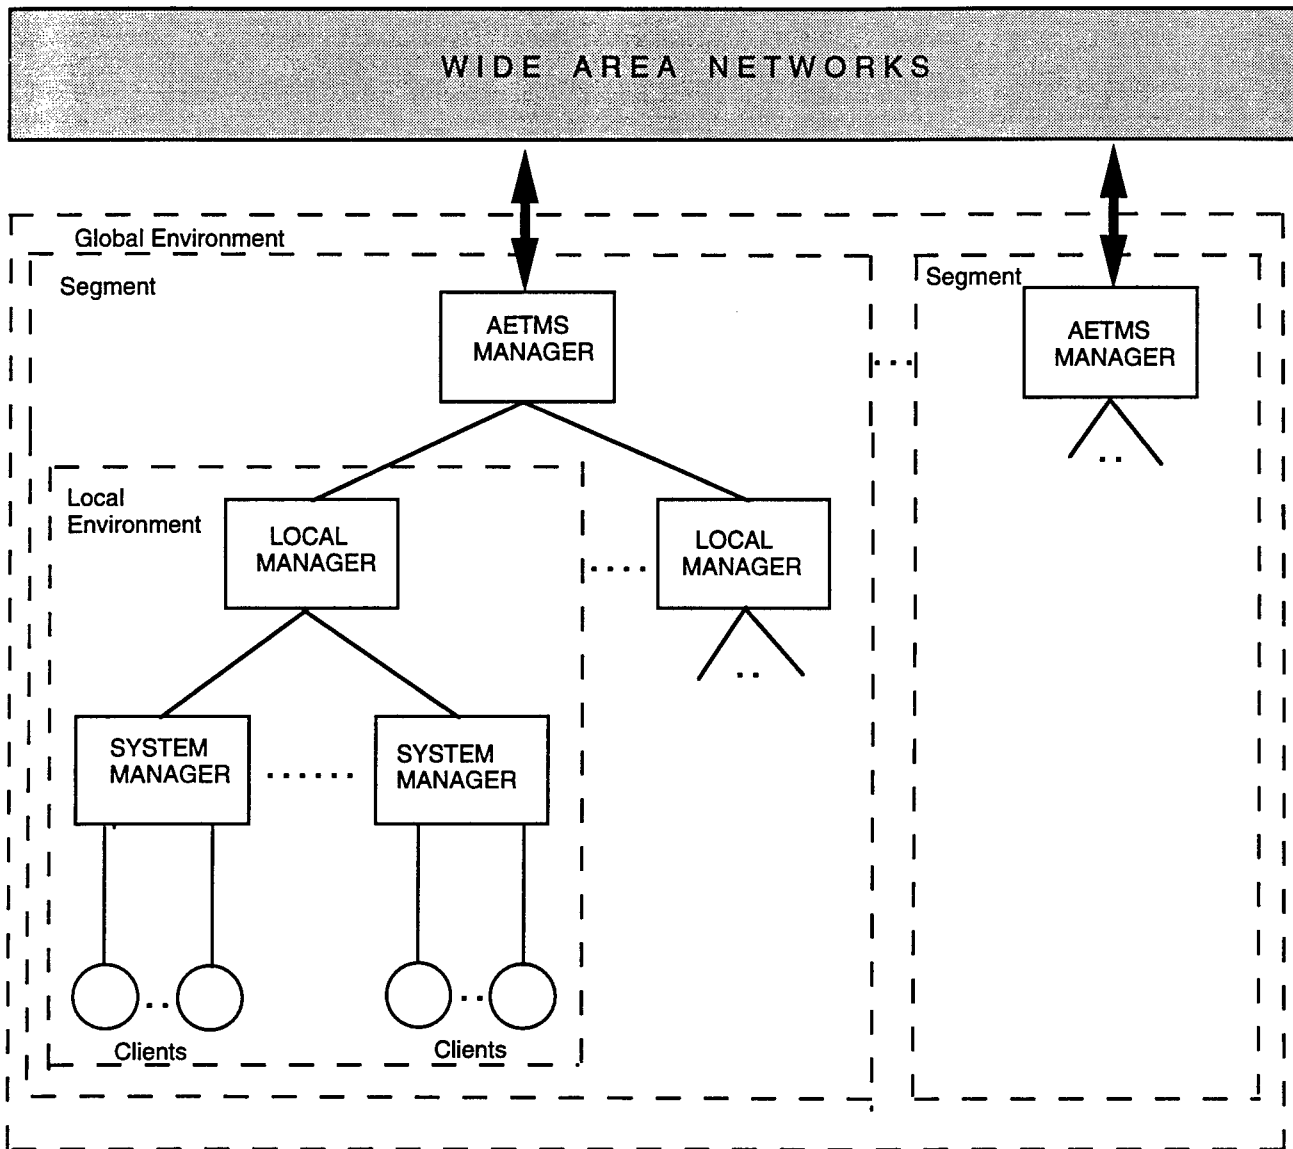 WIDE AREA NETWORKS
Global Environment
Segment
Segment
AETMS
MANAGER
AETMS
MANAGER
Local
Environment
LOCAL
MANAGER
LOCAL
MANAGER
SYSTEM
MANAGER
SYSTEM
MANAGER
Clients
Clients